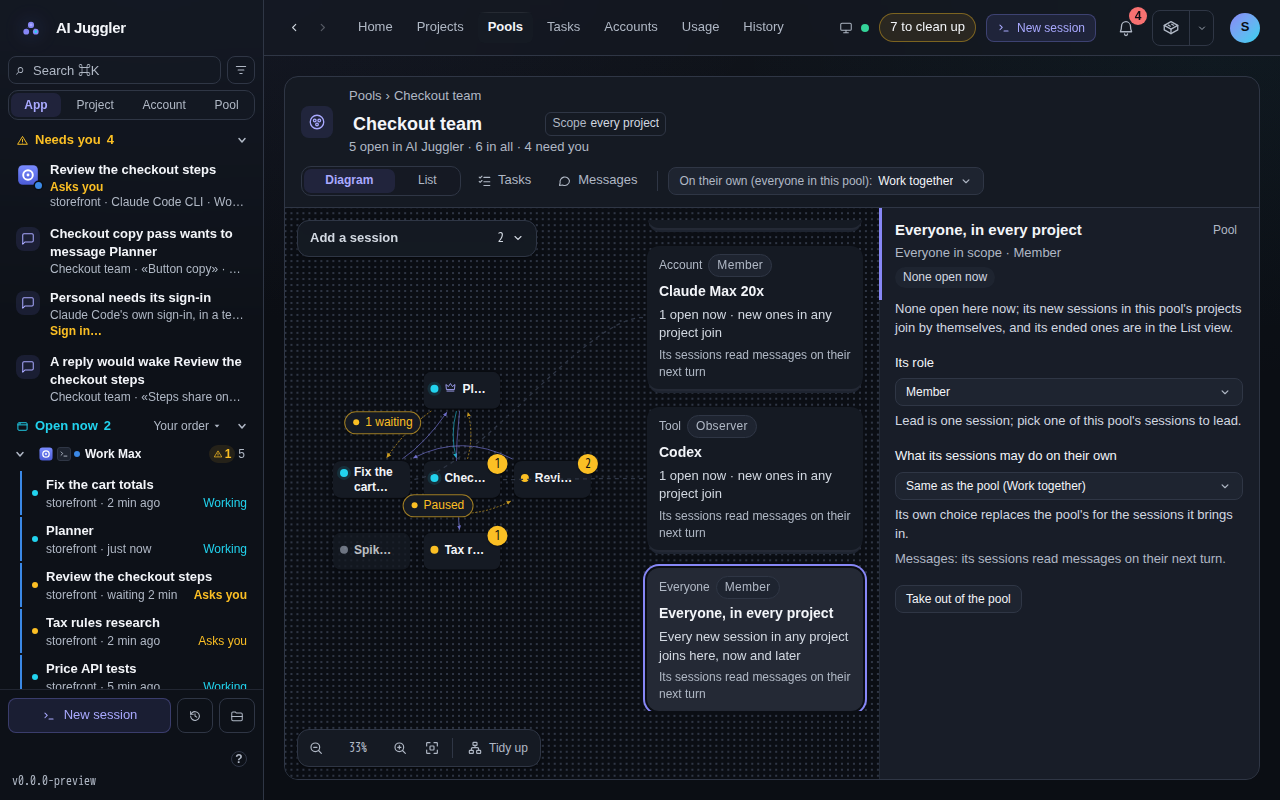 AI Juggler
Search ⌘K
App
Project
Account
Pool
Needs you 4
Review the checkout steps
Asks you
storefront · Claude Code CLI · Wo…
Checkout copy pass wants to
message Planner
Checkout team · «Button copy» · …
Personal needs its sign-in
Claude Code's own sign-in, in a te…
Sign in…
A reply would wake Review the
checkout steps
Checkout team · «Steps share on…
Open now 2
Your order
Work Max
1
5
Fix the cart totals
storefront · 2 min ago
Working
Planner
storefront · just now
Working
Review the checkout steps
storefront · waiting 2 min
Asks you
Tax rules research
storefront · 2 min ago
Asks you
Price API tests
storefront · 5 min ago
Working
New session
?
v0.0.0-preview
Home
Projects
Pools
Tasks
Accounts
Usage
History
7 to clean up
New session
4
S
Pools › Checkout team
Checkout team
Scope every project
5 open in AI Juggler · 6 in all · 4 need you
Diagram
List
Tasks
Messages
On their own (everyone in this pool): Work together
Add a session
2
Pl…
1 waiting
Fix the
cart…
Chec…
1
Revi…
2
Paused
Spik…
Tax r…
1
Account Member
Claude Max 20x
1 open now · new ones in any
project join
Its sessions read messages on their
next turn
Tool Observer
Codex
1 open now · new ones in any
project join
Its sessions read messages on their
next turn
Everyone Member
Everyone, in every project
Every new session in any project
joins here, now and later
Its sessions read messages on their
next turn
33%
Tidy up
Everyone, in every project
Pool
Everyone in scope · Member
None open now
None open here now; its new sessions in this pool's projects
join by themselves, and its ended ones are in the List view.
Its role
Member
Lead is one session; pick one of this pool's sessions to lead.
What its sessions may do on their own
Same as the pool (Work together)
Its own choice replaces the pool's for the sessions it brings
in.
Messages: its sessions read messages on their next turn.
Take out of the pool